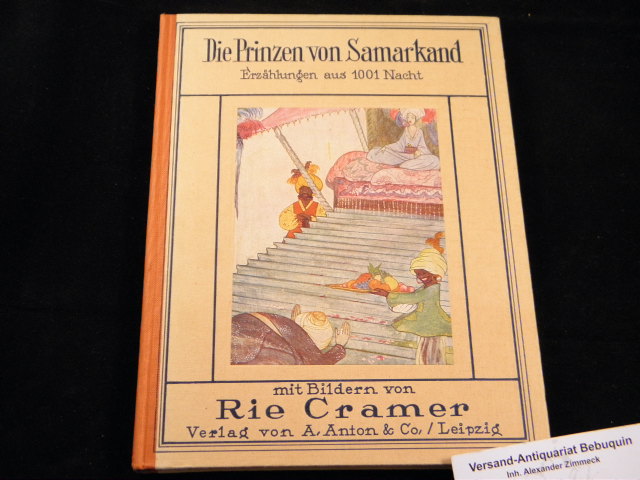 Die Prinzen von Samarkand
Erzählungen aus 1001 Nacht
mit Bildern von
Rie Cramer
Verlag von A. Anton & Co. / Leipzig
Versand-Antiquariat Bebuquin
Inh. Alexander Zimmeck